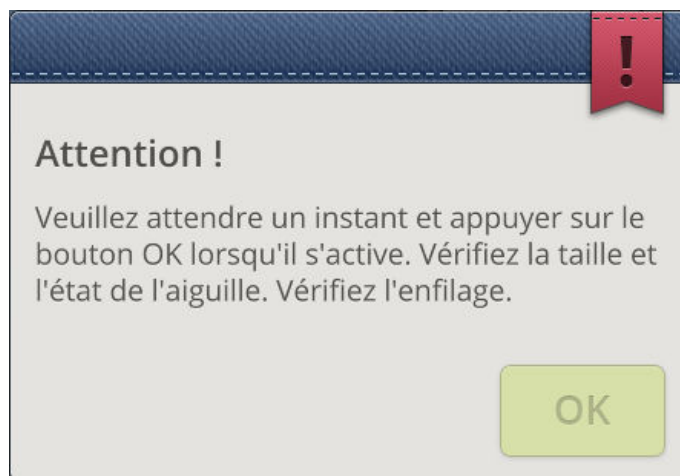 !
Attention !
Veuillez attendre un instant et appuyer sur le
bouton OK lorsqu'il s'active. Vérifiez la taille et
l'état de l'aiguille. Vérifiez l'enfilage.
OK